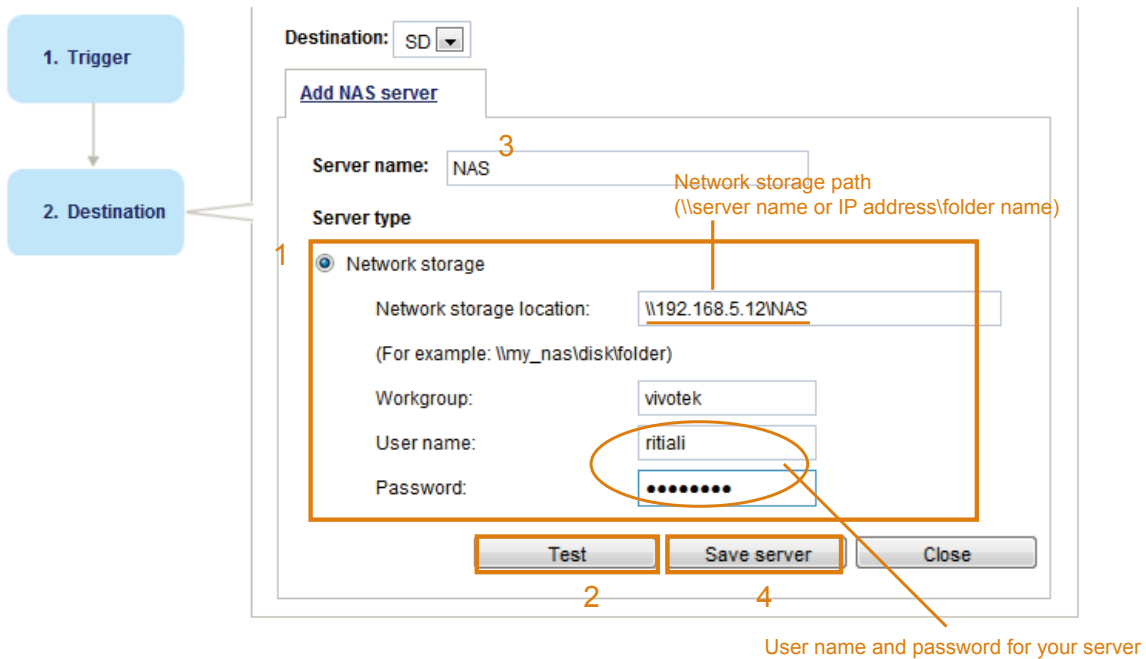 1. Trigger
2. Destination
Destination: SD
Add NAS server
3
Server name: NAS
Network storage path
(\\server name or IP address\folder name)
Server type
1
Network storage
Network storage location: \\192.168.5.12\NAS
(For example: \\my_nas\disk\folder)
Workgroup: vivotek
User name: ritiali
Password: ●●●●●●●●
Test Save server Close
2 4
User name and password for your server